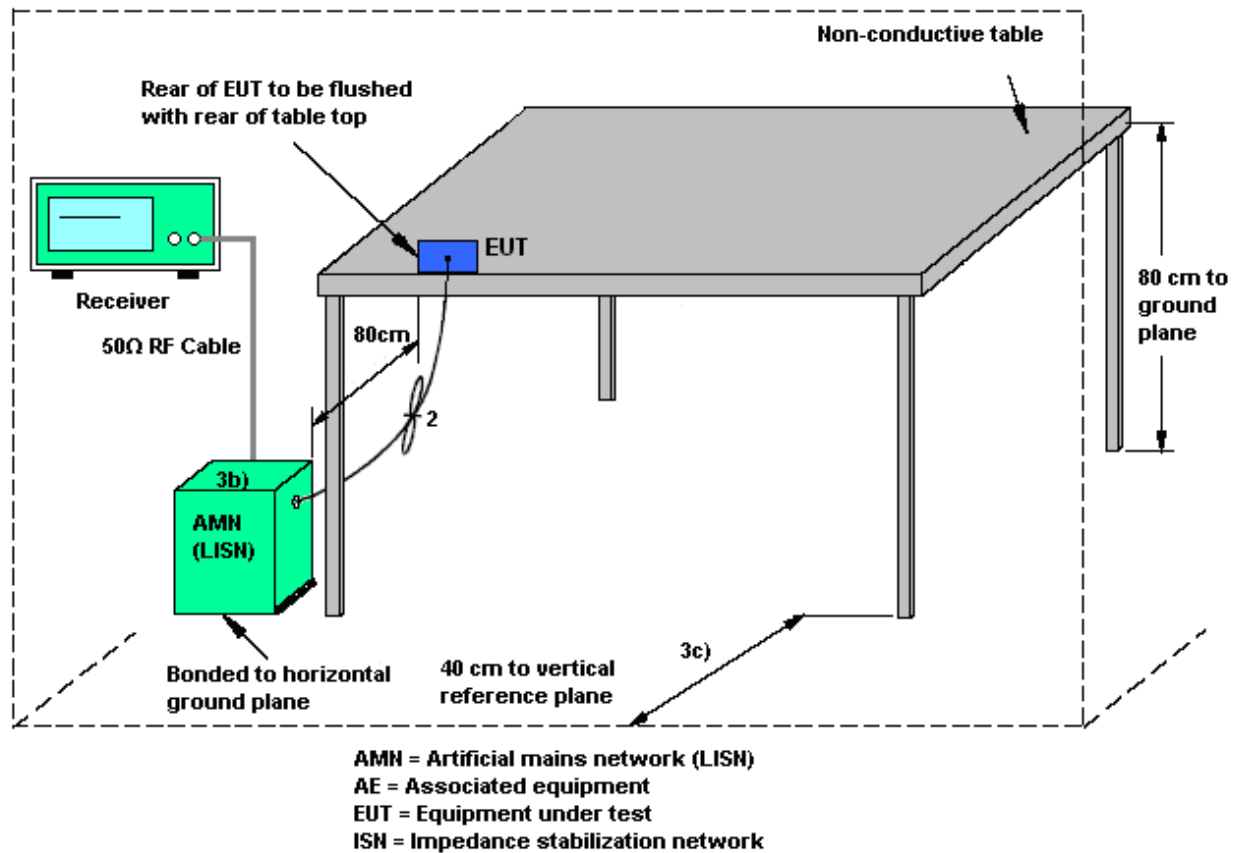 Non-conductive table
Rear of EUT to be flushed
with rear of table top
EUT
Receiver
80 cm to
ground
plane
80cm
50Ω RF Cable
2
3b)
AMN
(LISN)
3c)
Bonded to horizontal
ground plane
40 cm to vertical
reference plane
AMN = Artificial mains network (LISN)
AE = Associated equipment
EUT = Equipment under test
ISN = Impedance stabilization network